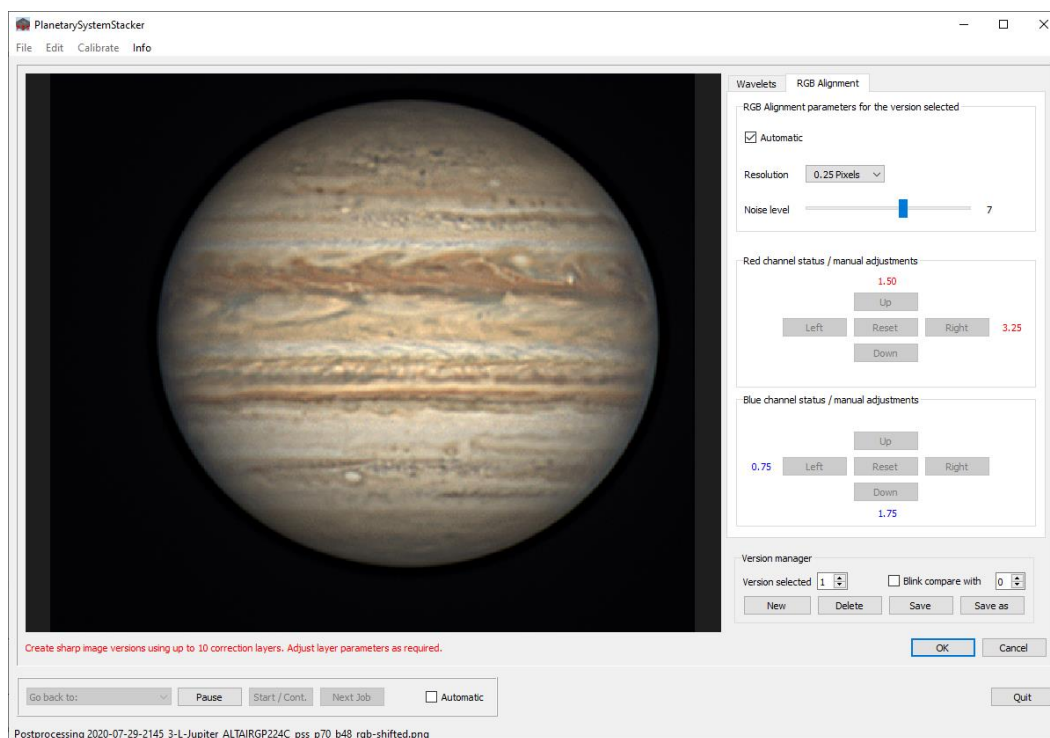 PlanetarySystemStacker
File Edit Calibrate Info
Wavelets RGB Alignment
RGB Alignment parameters for the version selected
Automatic
Resolution 0.25 Pixels
Noise level 7
Red channel status / manual adjustments
1.50
Up
Left Reset Right 3.25
Down
Blue channel status / manual adjustments
Up
0.75 Left Reset Right
Down
1.75
Version manager
Version selected 1 Blink compare with 0
New Delete Save Save as
Create sharp image versions using up to 10 correction layers. Adjust layer parameters as required.
OK Cancel
Go back to: Pause Start / Cont. Next Job Automatic Quit
Postprocessing 2020-07-29-2145_3-L-Jupiter_ALTAIRGP224C_pss_p70_b48_rgb-shifted.png